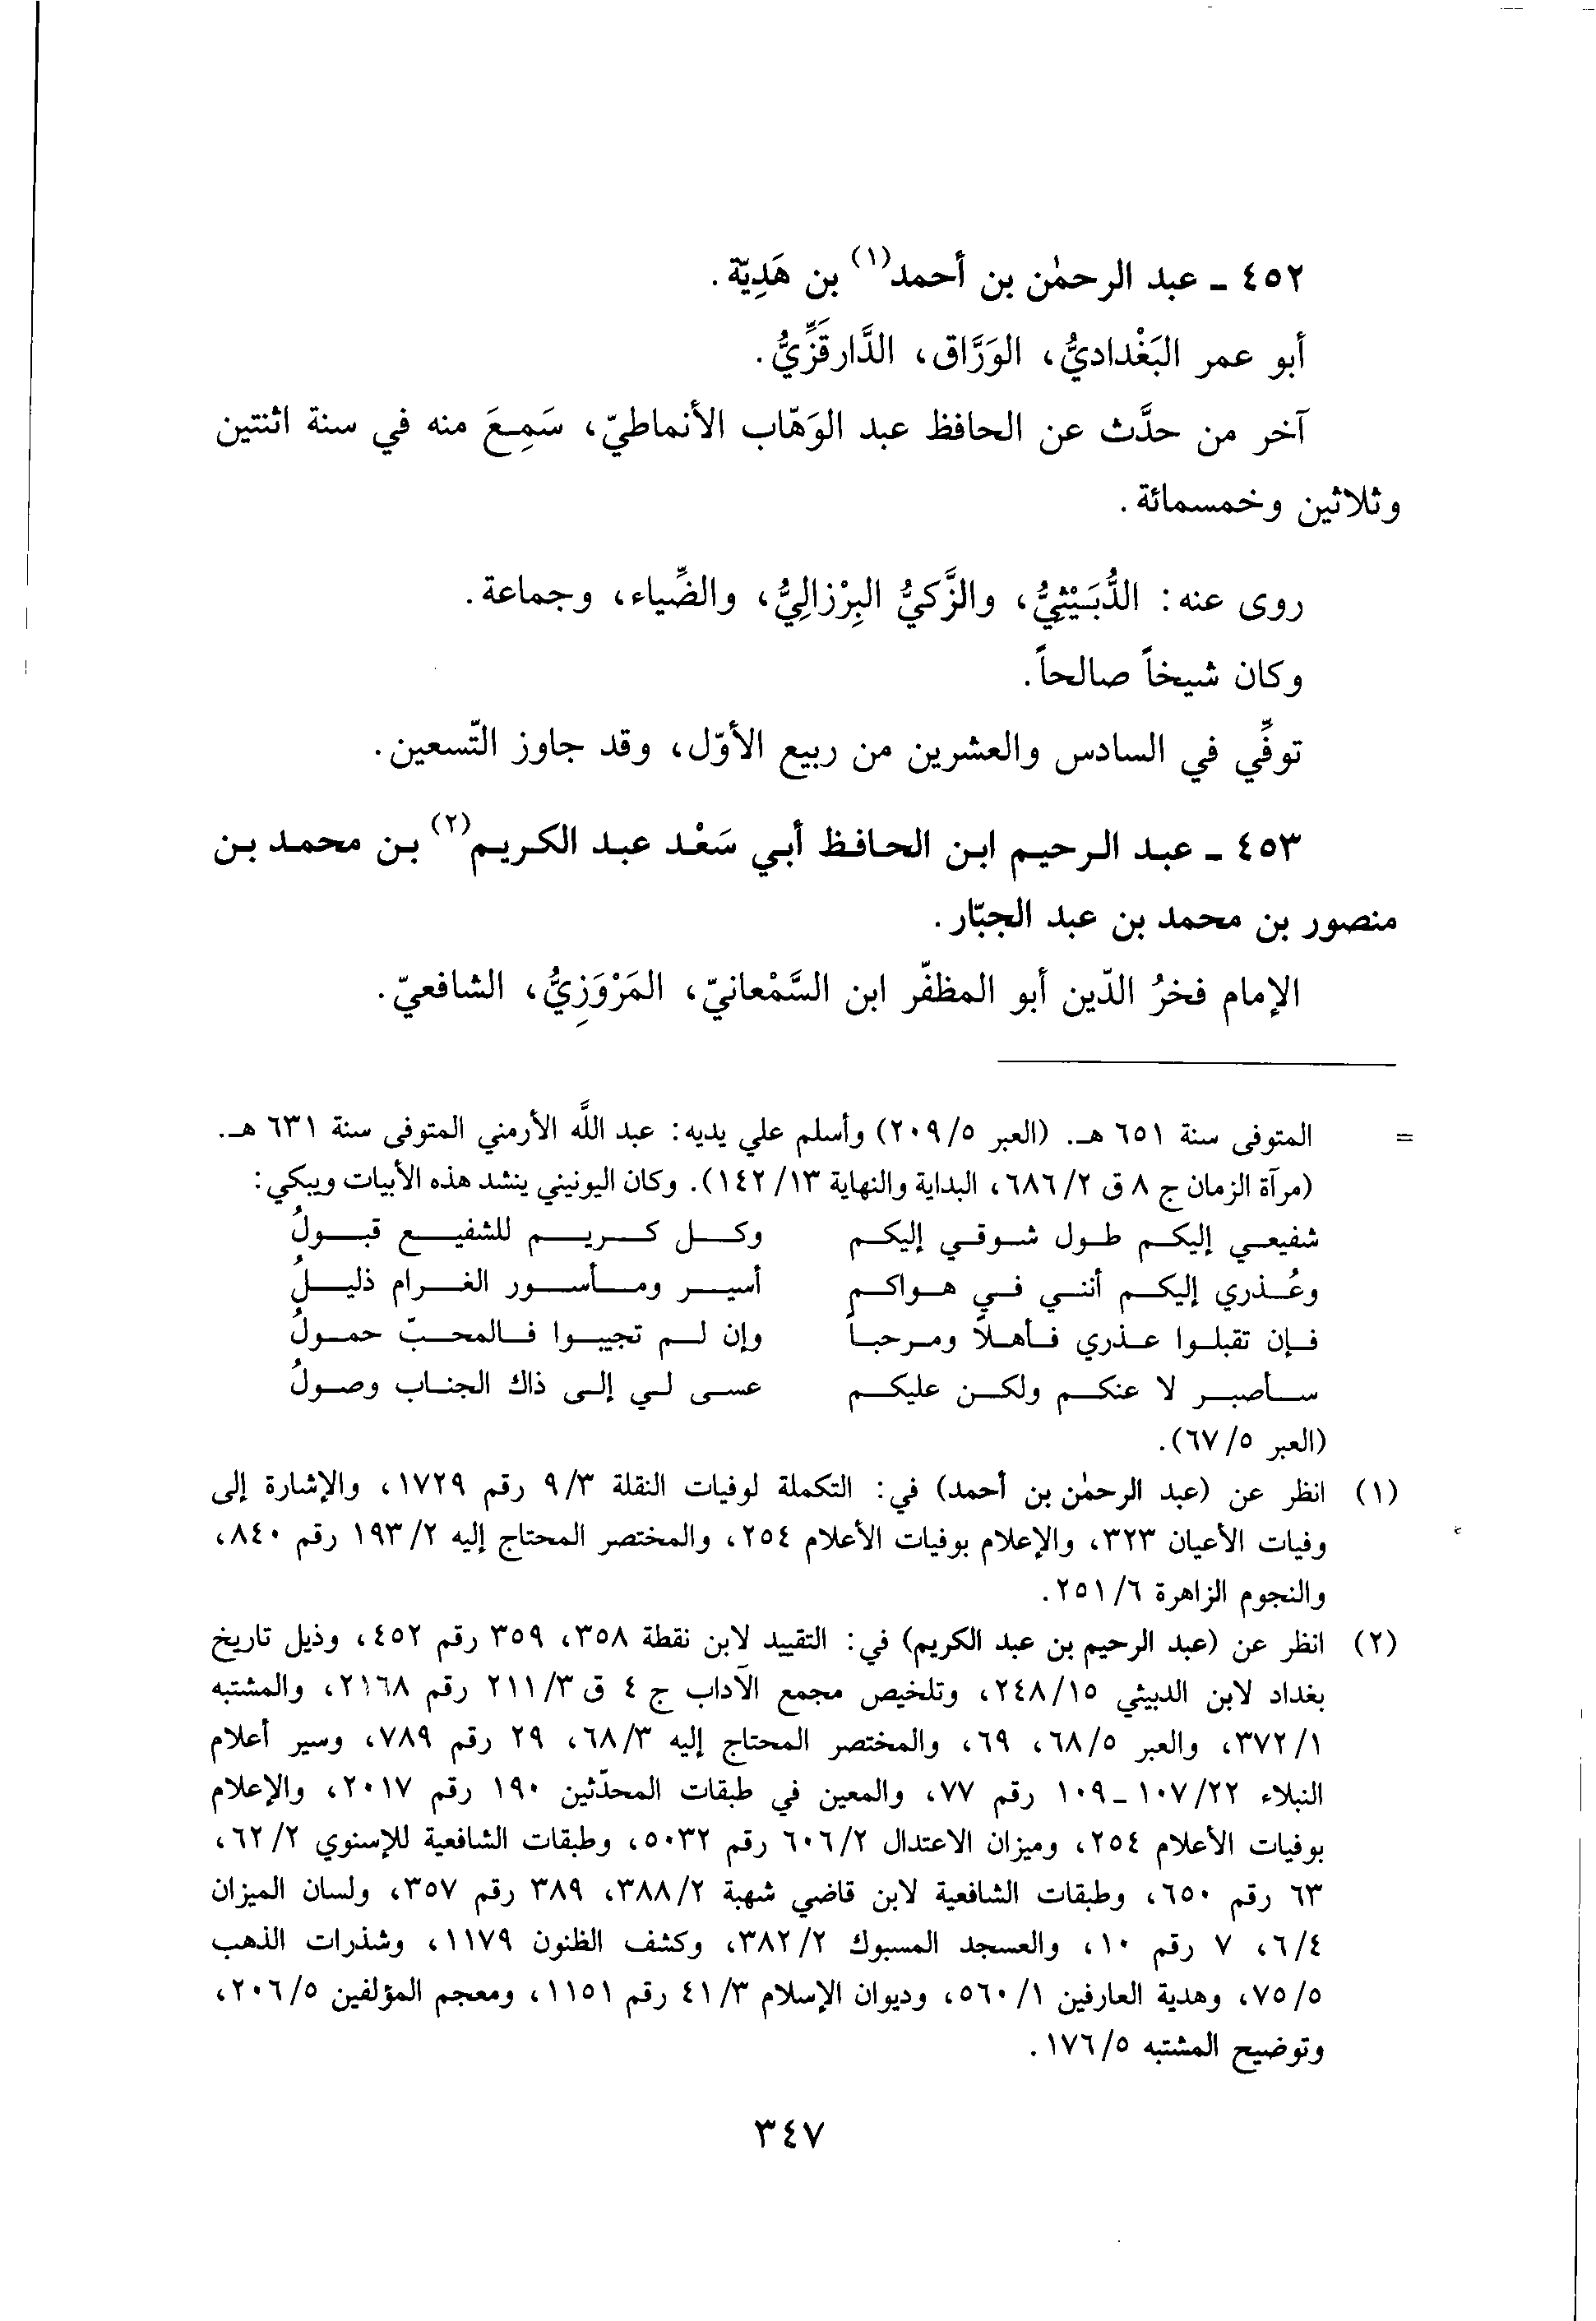 ٤٥٢ ـ عبد الرحمٰن بن أحمد(١) بن هَدِيّة.
أبو عمر البَغْداديُّ، الوَرَّاق، الدَّارقَزِّيُّ.
آخر من حدَّث عن الحافظ عبد الوَهّاب الأنماطيّ، سَمِعَ منه في سنة اثنتين
وثلاثين وخمسمائة.
روى عنه: الدُّبَيْثِيُّ، والزَّكيُّ البِرْزالِيُّ، والضِّياء، وجماعة.
وكان شيخاً صالحاً.
توفِّي في السادس والعشرين من ربيع الأوّل، وقد جاوز التّسعين.
٤٥٣ ـ عبد الرحيم ابن الحافظ أبي سَعْد عبد الكريم(٢) بن محمد بن
منصور بن محمد بن عبد الجبّار.
الإمام فخرُ الدّين أبو المظفّر ابن السَّمْعانيّ، المَرْوَزِيُّ، الشافعيّ.
= المتوفى سنة ٦٥١ هـ. (العبر ٢٠٩/٥) وأسلم علي يديه: عبد اللَّه الأرمني المتوفى سنة ٦٣١ هـ.
(مرآة الزمان ج ٨ ق ٦٨٦/٢، البداية والنهاية ١٤٢/١٣). وكان اليونيني ينشد هذه الأبيات ويبكي:
شفيعي إليكم طول شوقي إليكم وكل كريم للشفيع قبولُ
وعُذري إليكم أنني في هواكم أسير ومأسور الغرام ذليلُ
فإن تقبلوا عذري فأهلاً ومرحباً وإن لم تجيبوا فالمحبّ حمولُ
سأصبر لا عنكم ولكن عليكم عسى لي إلى ذاك الجناب وصولُ
(العبر ٦٧/٥).
(١) انظر عن (عبد الرحمٰن بن أحمد) في: التكملة لوفيات النقلة ٩/٣ رقم ١٧٢٩، والإشارة إلى
وفيات الأعيان ٣٢٣، والإعلام بوفيات الأعلام ٢٥٤، والمختصر المحتاج إليه ١٩٣/٢ رقم ٨٤٠،
والنجوم الزاهرة ٢٥١/٦.
(٢) انظر عن (عبد الرحيم بن عبد الكريم) في: التقييد لابن نقطة ٣٥٨، ٣٥٩ رقم ٤٥٢، وذيل تاريخ
بغداد لابن الدبيثي ٢٤٨/١٥، وتلخيص مجمع الآداب ج ٤ ق ٢١١/٣ رقم ٢١٦٨، والمشتبه
٣٧٢/١، والعبر ٦٨/٥، ٦٩، والمختصر المحتاج إليه ٦٨/٣، ٢٩ رقم ٧٨٩، وسير أعلام
النبلاء ١٠٧/٢٢ ـ ١٠٩ رقم ٧٧، والمعين في طبقات المحدّثين ١٩٠ رقم ٢٠١٧، والإعلام
بوفيات الأعلام ٢٥٤، وميزان الاعتدال ٦٠٦/٢ رقم ٥٠٣٢، وطبقات الشافعية للإسنوي ٦٢/٢،
٦٣ رقم ٦٥٠، وطبقات الشافعية لابن قاضي شهبة ٣٨٨/٢، ٣٨٩ رقم ٣٥٧، ولسان الميزان
٦/٤، ٧ رقم ١٠، والعسجد المسبوك ٣٨٢/٢، وكشف الظنون ١١٧٩، وشذرات الذهب
٧٥/٥، وهدية العارفين ٥٦٠/١، وديوان الإسلام ٤١/٣ رقم ١١٥١، ومعجم المؤلفين ٢٠٦/٥،
وتوضيح المشتبه ١٧٦/٥.
٣٤٧